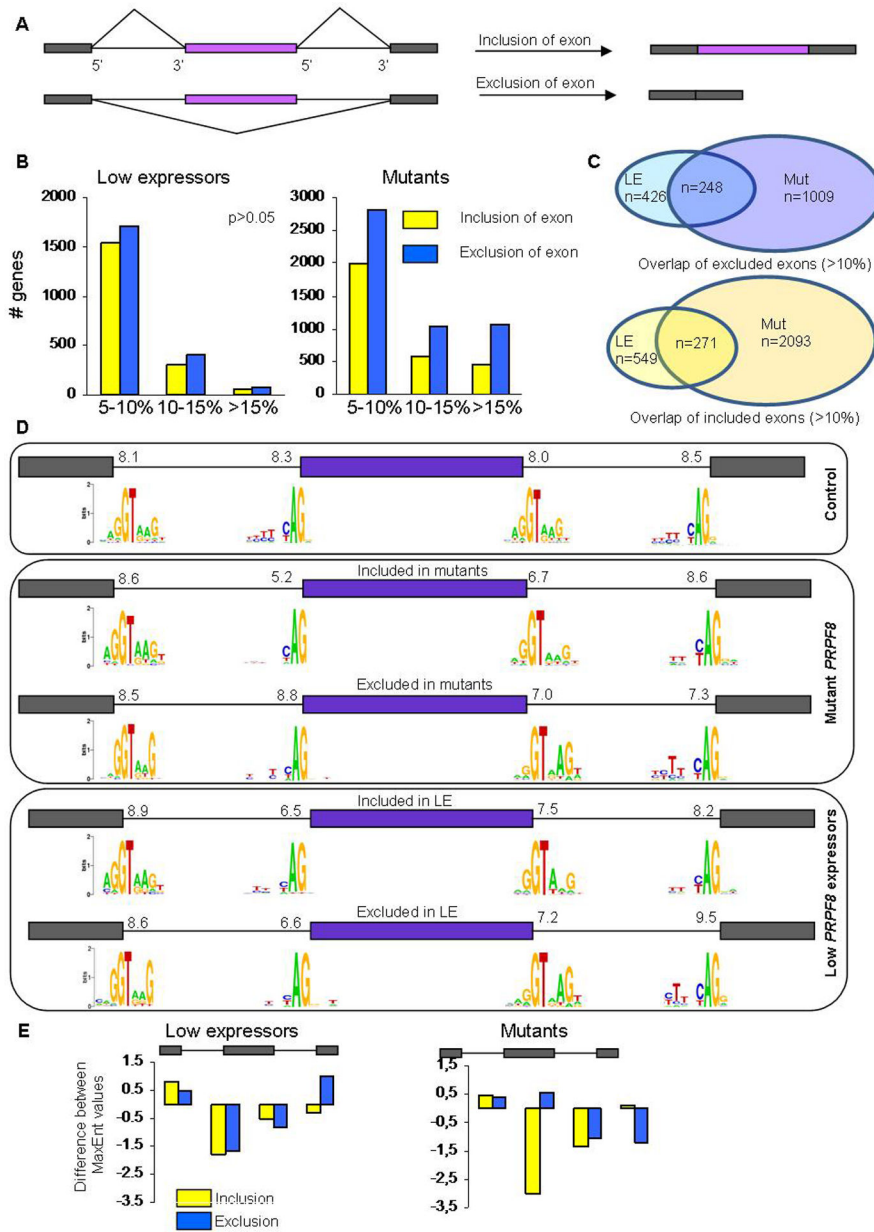 A
5'
3'
5'
3'
Inclusion of exon
Exclusion of exon
B
Low expressors
Mutants
# genes
2000
1500
1000
500
0
p>0.05
5-10%
10-15%
>15%
3000
2500
2000
1500
1000
500
0
Inclusion of exon
Exclusion of exon
5-10%
10-15%
>15%
C
LE
n=426
n=248
Mut
n=1009
Overlap of excluded exons (>10%)
LE
n=549
n=271
Mut
n=2093
Overlap of included exons (>10%)
D
8.1
8.3
8.0
8.5
Control
Included in mutants
8.6
5.2
6.7
8.6
Excluded in mutants
8.5
8.8
7.0
7.3
Mutant PRPF8
Included in LE
8.9
6.5
7.5
8.2
Excluded in LE
8.6
6.6
7.2
9.5
Low PRPF8 expressors
E
Low expressors
Mutants
Difference between
MaxEnt values
1.5
0.5
-0.5
-1.5
-2.5
-3.5
Inclusion
Exclusion
1,5
0,5
-0,5
-1,5
-2,5
-3,5